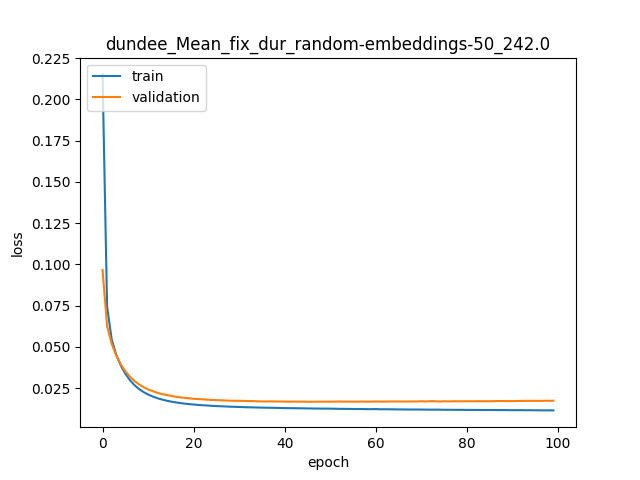 dundee_Mean_fix_dur_random-embeddings-50_242.0
train
validation
0.225
0.200
0.175
0.150
0.125
0.100
0.075
0.050
0.025
loss
0 20 40 60 80 100
epoch